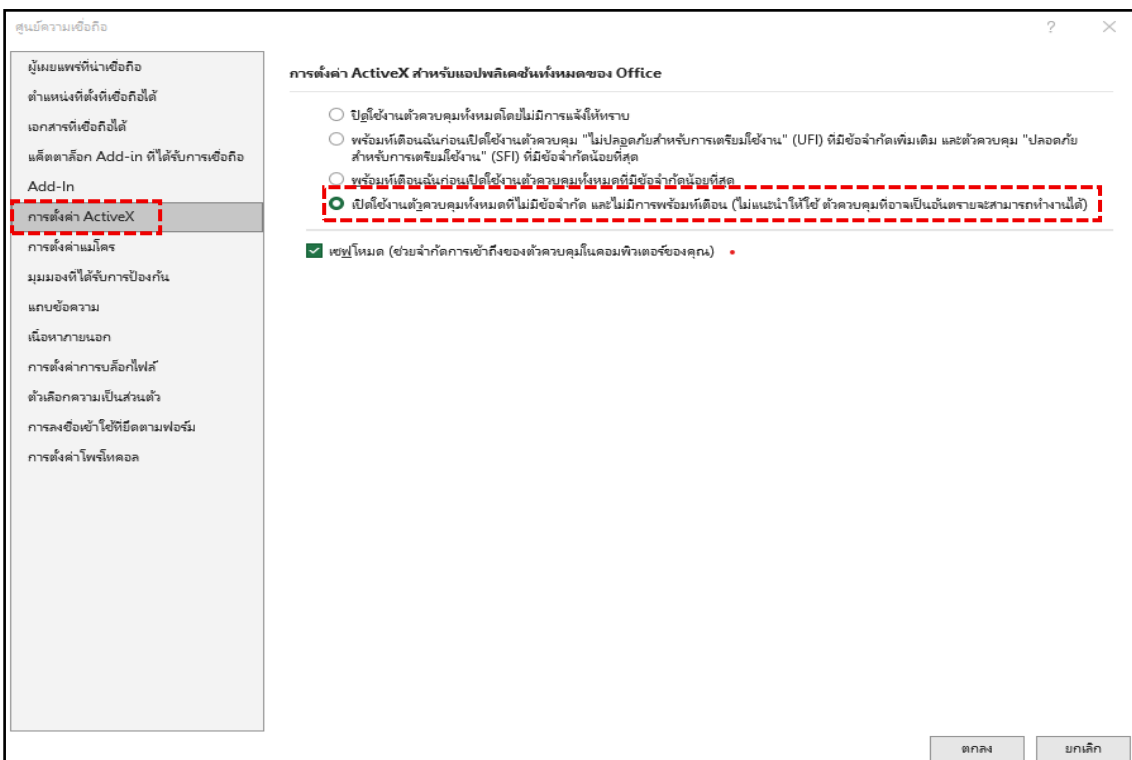 ศูนย์ความเชื่อถือ
?
ผู้เผยแพร่ที่น่าเชื่อถือ
ตำแหน่งที่ตั้งที่เชื่อถือได้
เอกสารที่เชื่อถือได้
แค็ตตาล็อก Add-in ที่ได้รับการเชื่อถือ
Add-In
การตั้งค่า ActiveX
การตั้งค่าแมโคร
มุมมองที่ได้รับการป้องกัน
แถบข้อความ
เนื้อหาภายนอก
การตั้งค่าการบล็อกไฟล์
ตัวเลือกความเป็นส่วนตัว
การลงชื่อเข้าใช้ที่ยึดตามฟอร์ม
การตั้งค่าโพรโทคอล
การตั้งค่า ActiveX สำหรับแอปพลิเคชันทั้งหมดของ Office
ปิดใช้งานตัวควบคุมทั้งหมดโดยไม่มีการแจ้งให้ทราบ
พร้อมท์เตือนฉันก่อนเปิดใช้งานตัวควบคุม "ไม่ปลอดภัยสำหรับการเตรียมใช้งาน" (UFI) ที่มีข้อจำกัดเพิ่มเติม และตัวควบคุม "ปลอดภัย
สำหรับการเตรียมใช้งาน" (SFI) ที่มีข้อจำกัดน้อยที่สุด
พร้อมท์เตือนฉันก่อนเปิดใช้งานตัวควบคุมทั้งหมดที่มีข้อจำกัดน้อยที่สุด
เปิดใช้งานตัวควบคุมทั้งหมดที่ไม่มีข้อจำกัด และไม่มีการพร้อมท์เตือน (ไม่แนะนำให้ใช้ ตัวควบคุมที่อาจเป็นอันตรายจะสามารถทำงานได้)
เซฟโหมด (ช่วยจำกัดการเข้าถึงของตัวควบคุมในคอมพิวเตอร์ของคุณ)
ตกลง
ยกเลิก